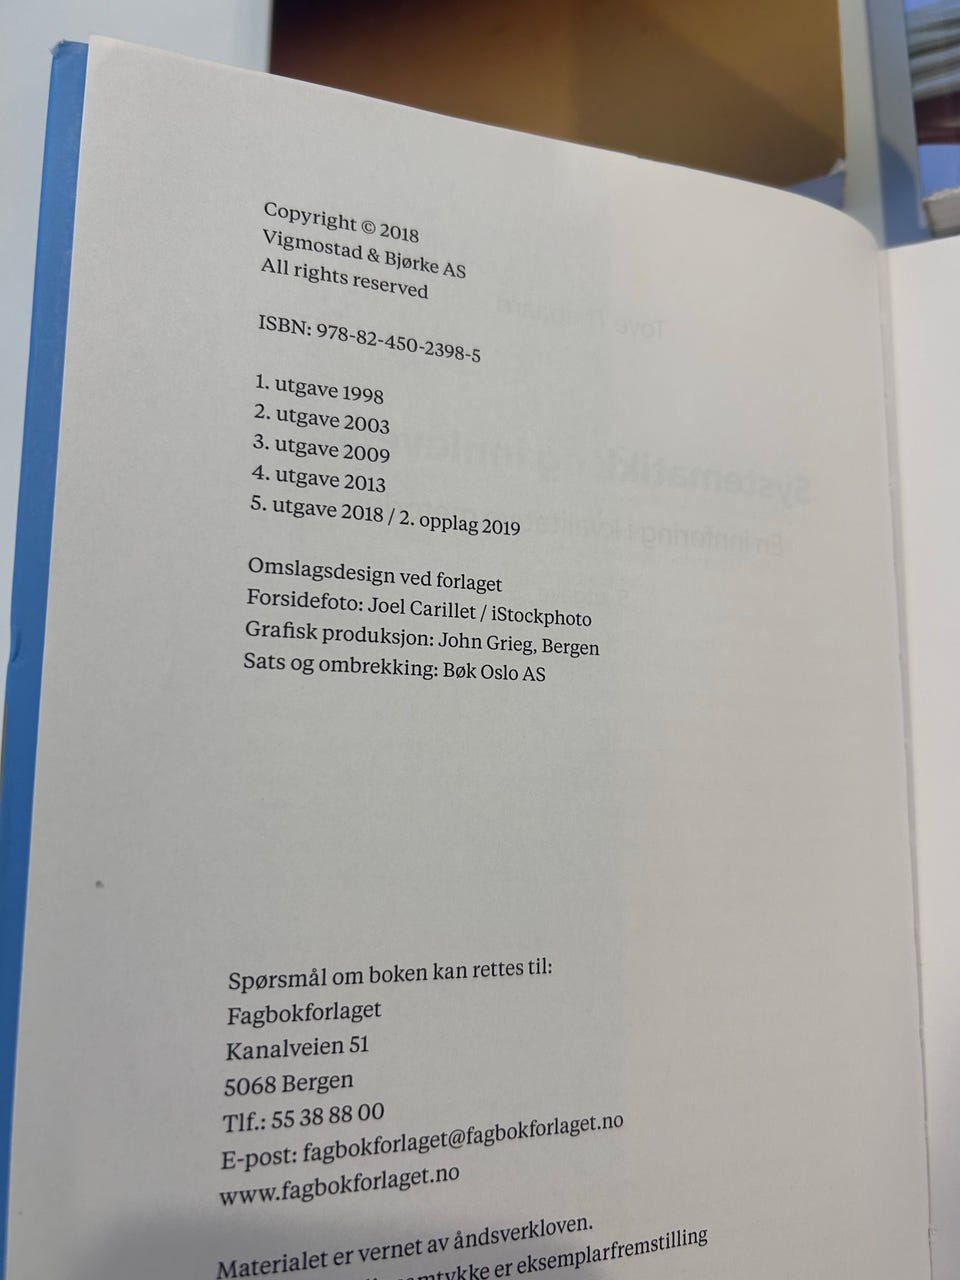 Copyright © 2018
Vigmostad & Bjørke AS
All rights reserved
ISBN: 978-82-450-2398-5
1. utgave 1998
2. utgave 2003
3. utgave 2009
4. utgave 2013
5. utgave 2018 / 2. opplag 2019
Omslagsdesign ved forlaget
Forsidefoto: Joel Carillet / iStockphoto
Grafisk produksjon: John Grieg, Bergen
Sats og ombrekking: Bøk Oslo AS
Spørsmål om boken kan rettes til:
Fagbokforlaget
Kanalveien 51
5068 Bergen
Tlf.: 55 38 88 00
E-post: fagbokforlaget@fagbokforlaget.no
www.fagbokforlaget.no
Materialet er vernet av åndsverkloven.
er eksemplarfremstilling